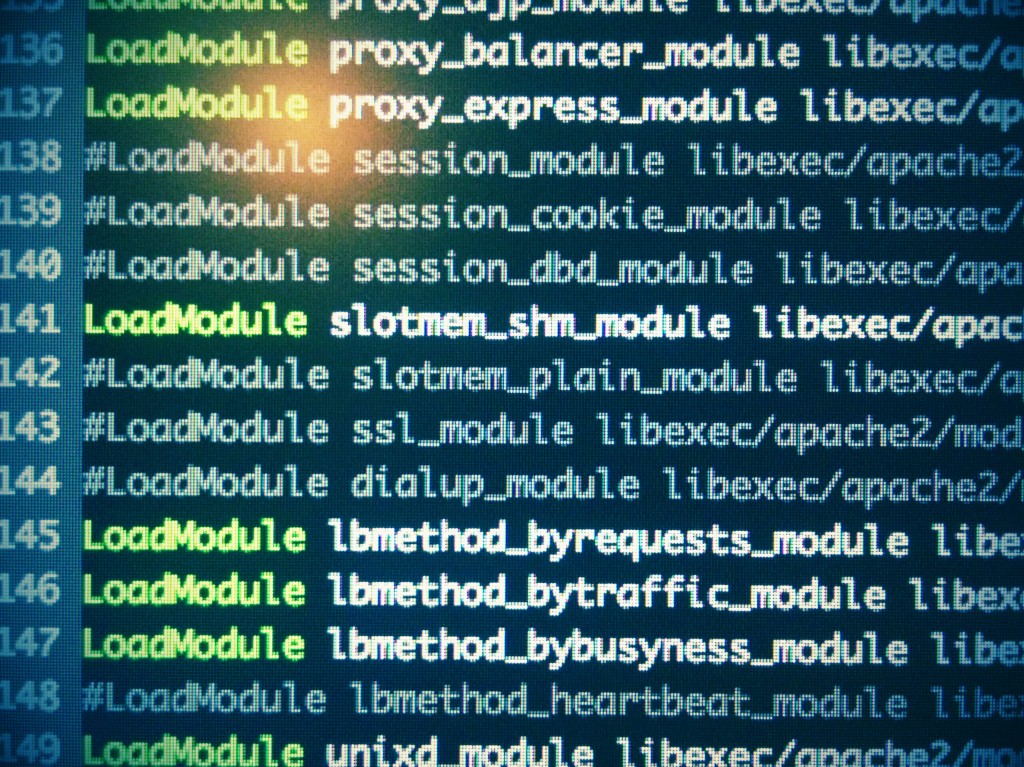 135 LoadModule proxy_ajp_module libexec/apache
136 LoadModule proxy_balancer_module libexec/a
137 LoadModule proxy_express_module libexec/ap
138 #LoadModule session_module libexec/apache2
139 #LoadModule session_cookie_module libexec/
140 #LoadModule session_dbd_module libexec/apa
141 LoadModule slotmem_shm_module libexec/apac
142 #LoadModule slotmem_plain_module libexec/a
143 #LoadModule ssl_module libexec/apache2/mod
144 #LoadModule dialup_module libexec/apache2/
145 LoadModule lbmethod_byrequests_module libe
146 LoadModule lbmethod_bytraffic_module libex
147 LoadModule lbmethod_bybusyness_module libe
148 #LoadModule lbmethod_heartbeat_module libe
149 LoadModule unixd_module libexec/apache2/mo